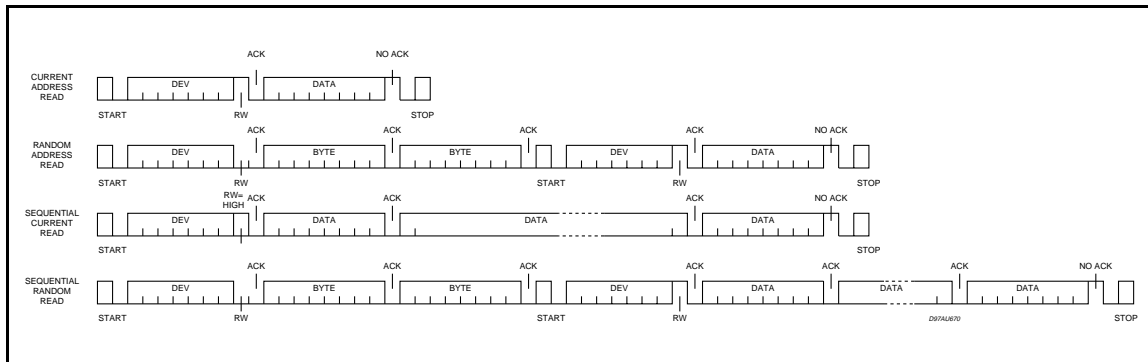 ACK NO ACK
CURRENT
ADDRESS
READ
DEV DATA
START RW STOP
ACK ACK ACK ACK NO ACK
RANDOM
ADDRESS
READ
DEV BYTE BYTE DEV DATA
START RW START RW STOP
RW=
HIGH
ACK ACK ACK NO ACK
SEQUENTIAL
CURRENT
READ
DEV DATA DATA DATA
START STOP
ACK ACK ACK ACK ACK ACK NO ACK
SEQUENTIAL
RANDOM
READ
DEV BYTE BYTE DEV DATA DATA DATA
START RW START RW D97AU670 STOP